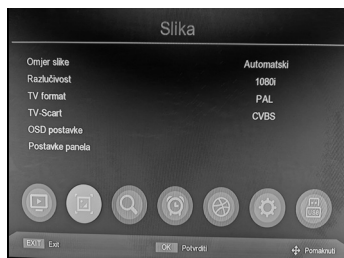 Slika
Omjer slike Automatski
Razlučivost 1080i
TV format PAL
TV-Scart CVBS
OSD postavke
Postavke panela
USB
EXIT Exit OK Potvrditi Pomaknuti